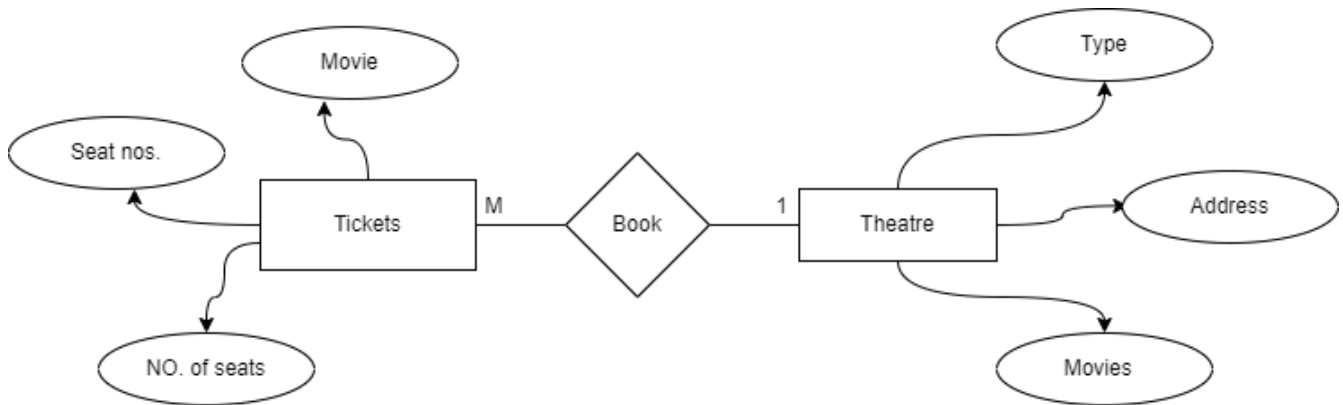 Movie
Type
Seat nos.
Tickets
M
Book
1
Theatre
Address
NO. of seats
Movies